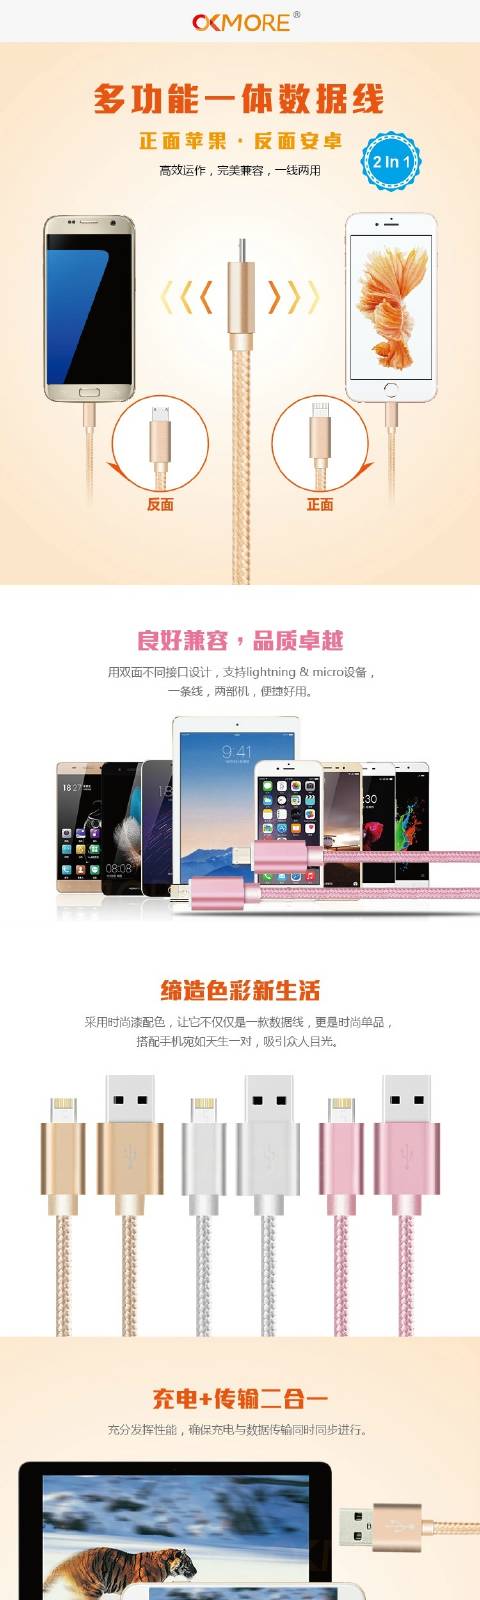 OKMORE®
多功能一体数据线
正面苹果·反面安卓
2 In 1
高效运作，完美兼容，一线两用
反面
正面
良好兼容，品质卓越
用双面不同接口设计，支持lightning & micro设备，
一条线，两部机，便捷好用。
9:41
18:27
08:08
缔造色彩新生活
采用时尚漆配色，让它不仅仅是一款数据线，更是时尚单品，
搭配手机宛如天生一对，吸引众人目光。
充电+传输二合一
充分发挥性能，确保充电与数据传输同时同步进行。